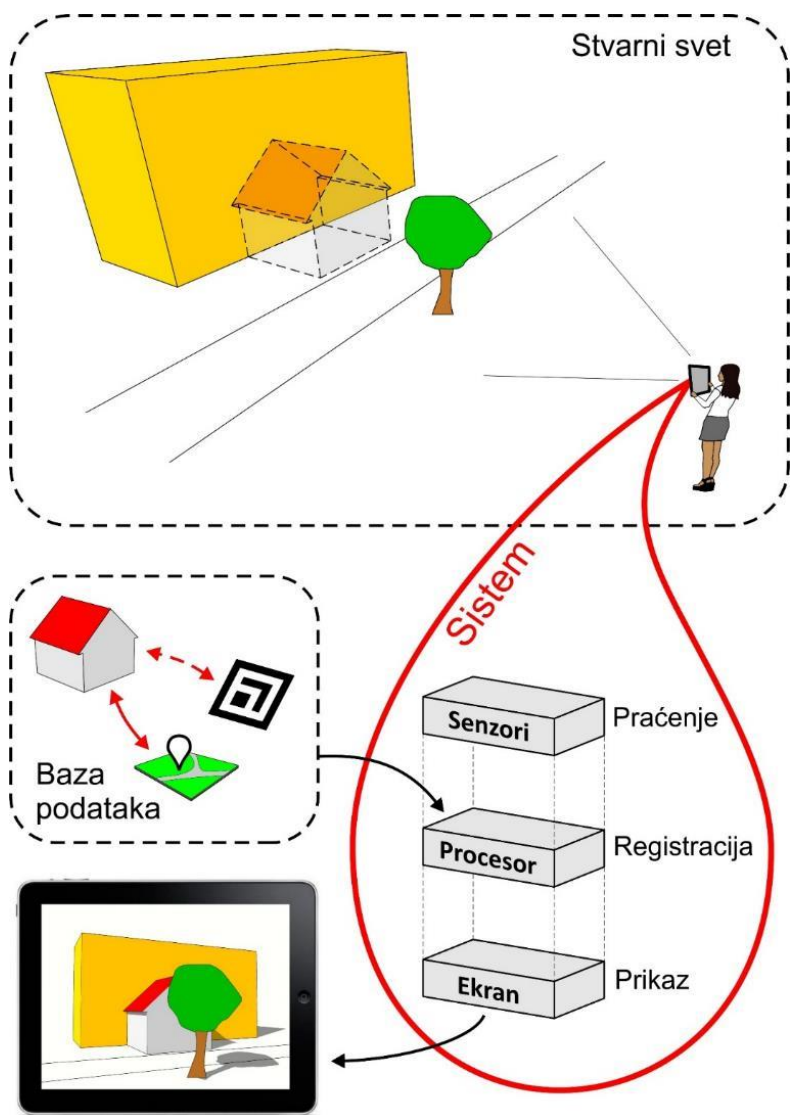 Stvarni svet
Sistem
Baza
podataka
Senzori
Praćenje
Procesor
Registracija
Ekran
Prikaz